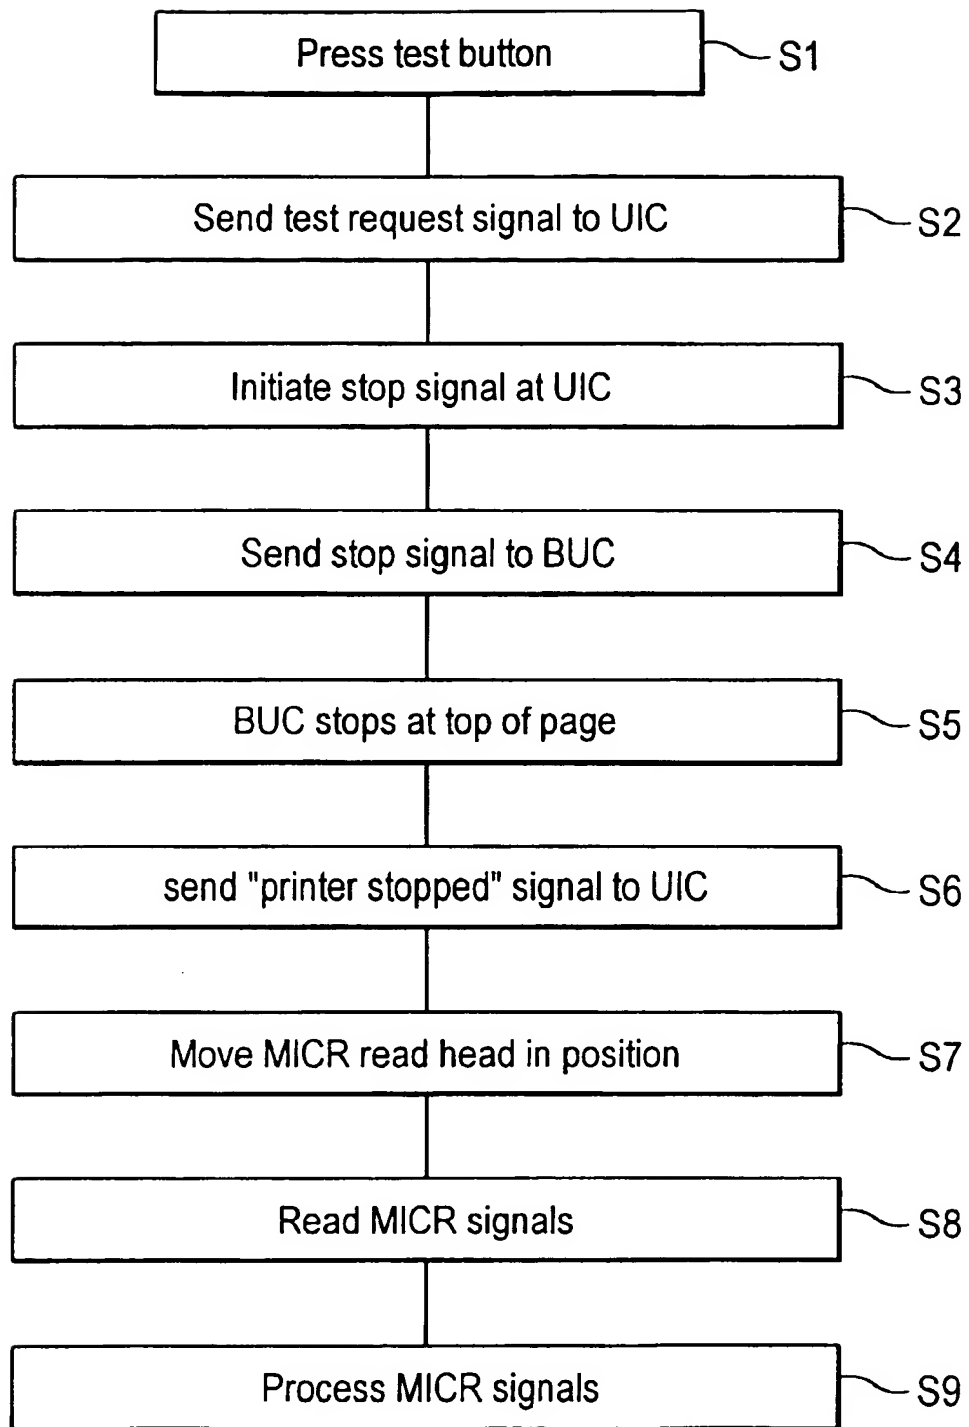 Press test button S1
Send test request signal to UIC S2
Initiate stop signal at UIC S3
Send stop signal to BUC S4
BUC stops at top of page S5
send "printer stopped" signal to UIC S6
Move MICR read head in position S7
Read MICR signals S8
Process MICR signals S9